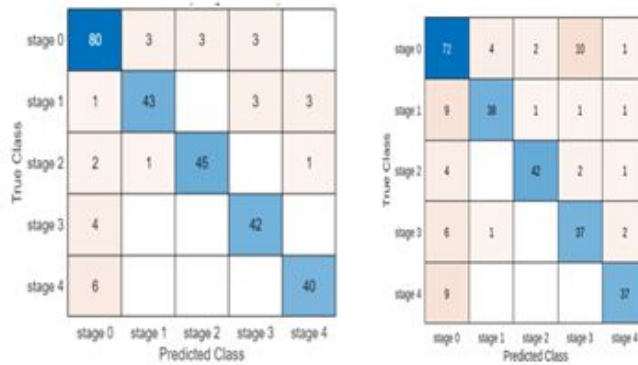 stage 0 80 3 3 3
stage 1 1 43 3 3
stage 2 2 1 45 1
stage 3 4 42
stage 4 6 40
stage 0 stage 1 stage 2 stage 3 stage 4
Predicted Class
True Class
stage 0 72 4 2 10 1
stage 1 9 38 1 1 1
stage 2 4 42 2 1
stage 3 6 1 37 2
stage 4 9 37
stage 0 stage 1 stage 2 stage 3 stage 4
Predicted Class
True Class